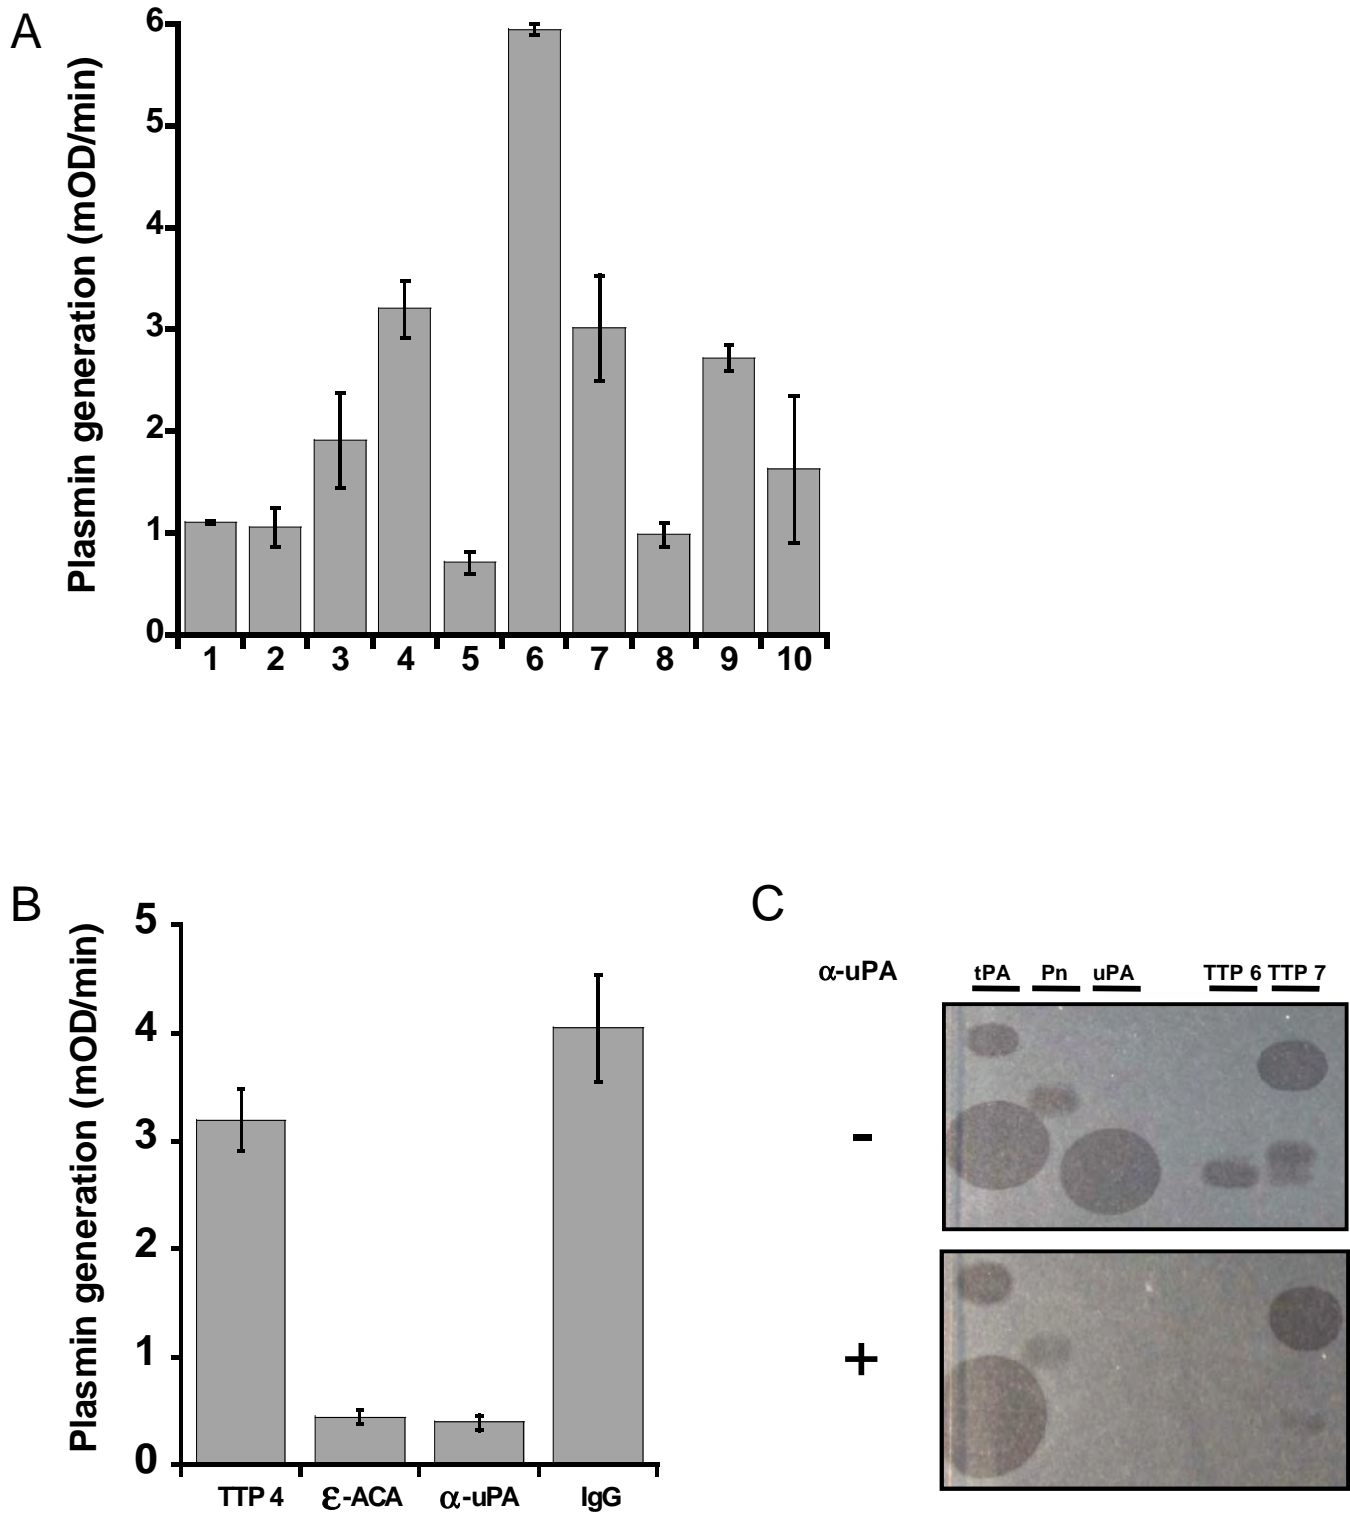 A
Plasmin generation (mOD/min)
6
5
4
3
2
1
0
1 2 3 4 5 6 7 8 9 10
B
Plasmin generation (mOD/min)
5
4
3
2
1
0
TTP 4 ε-ACA α-uPA IgG
C
α-uPA tPA Pn uPA TTP 6 TTP 7
-
+